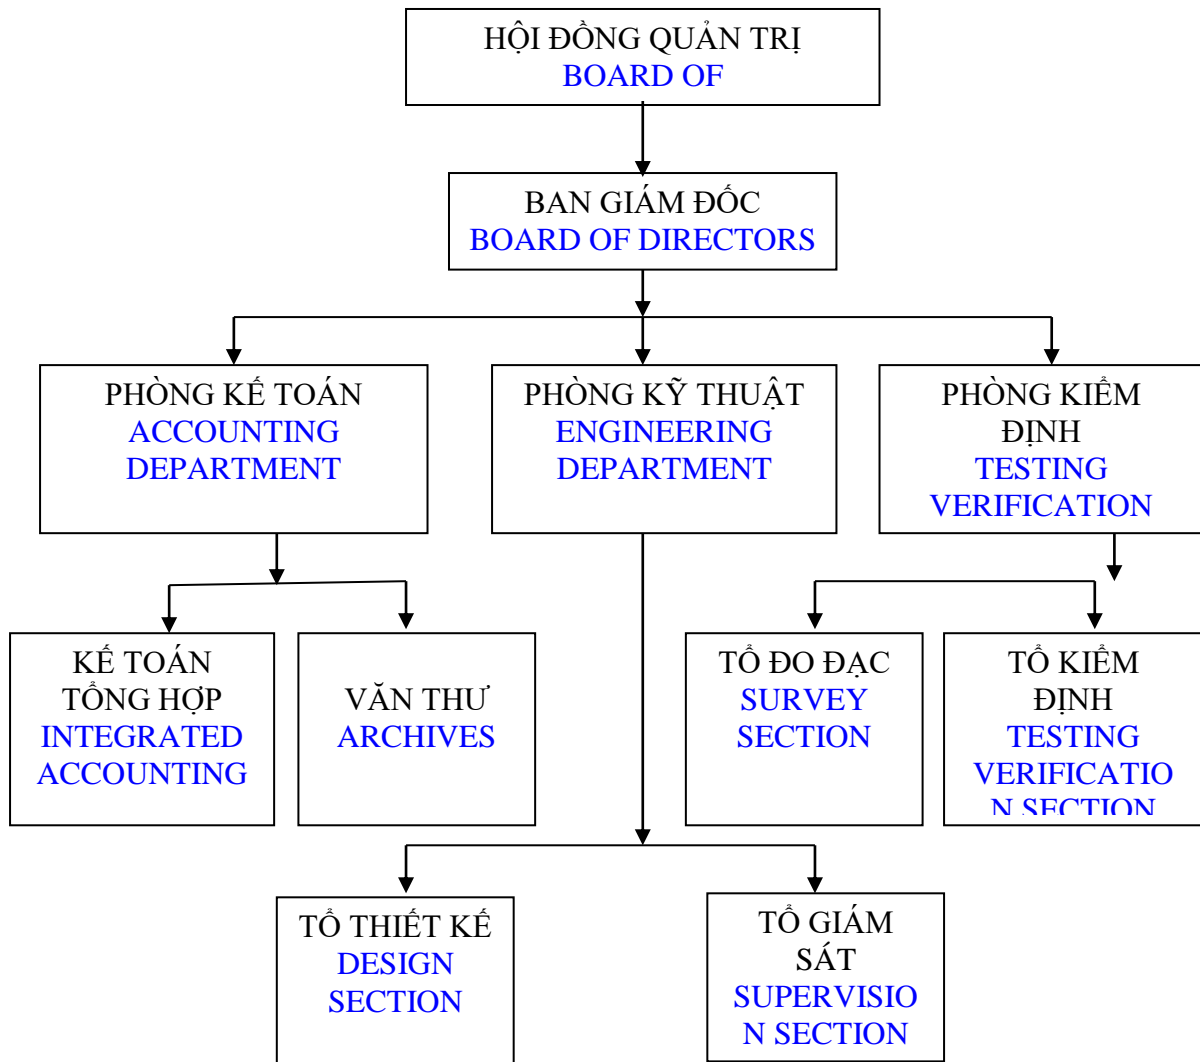 HỘI ĐỒNG QUẢN TRỊ
BOARD OF
BAN GIÁM ĐỐC
BOARD OF DIRECTORS
PHÒNG KẾ TOÁN
ACCOUNTING
DEPARTMENT
PHÒNG KỸ THUẬT
ENGINEERING
DEPARTMENT
PHÒNG KIỂM
ĐỊNH
TESTING
VERIFICATION
KẾ TOÁN
TỔNG HỢP
INTEGRATED
ACCOUNTING
VĂN THƯ
ARCHIVES
TỔ ĐO ĐẠC
SURVEY
SECTION
TỔ KIỂM
ĐỊNH
TESTING
VERIFICATIO
N SECTION
TỔ THIẾT KẾ
DESIGN
SECTION
TỔ GIÁM
SÁT
SUPERVISIO
N SECTION